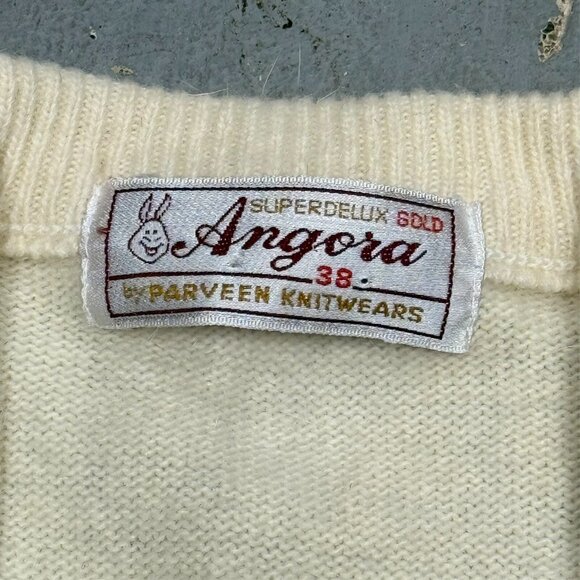 SUPERDELUX GOLD
Angora
38
by PARVEEN KNITWEARS